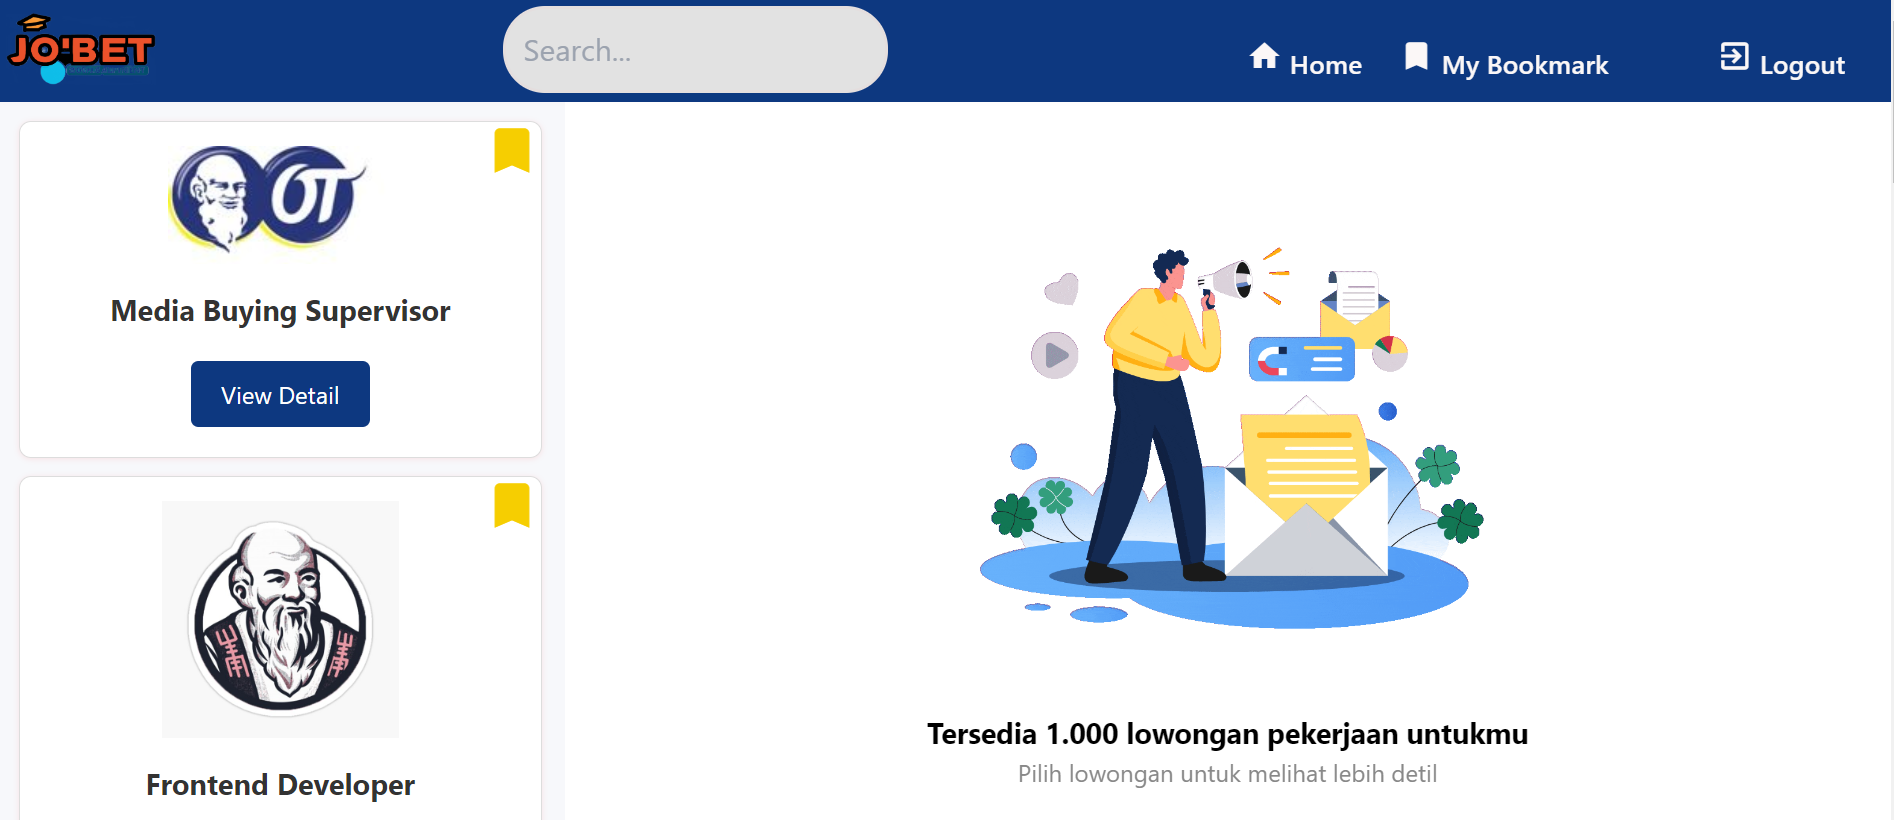 JO'BET
Search...
Home
My Bookmark
Logout
OT
Media Buying Supervisor
View Detail
Frontend Developer
Tersedia 1.000 lowongan pekerjaan untukmu
Pilih lowongan untuk melihat lebih detil